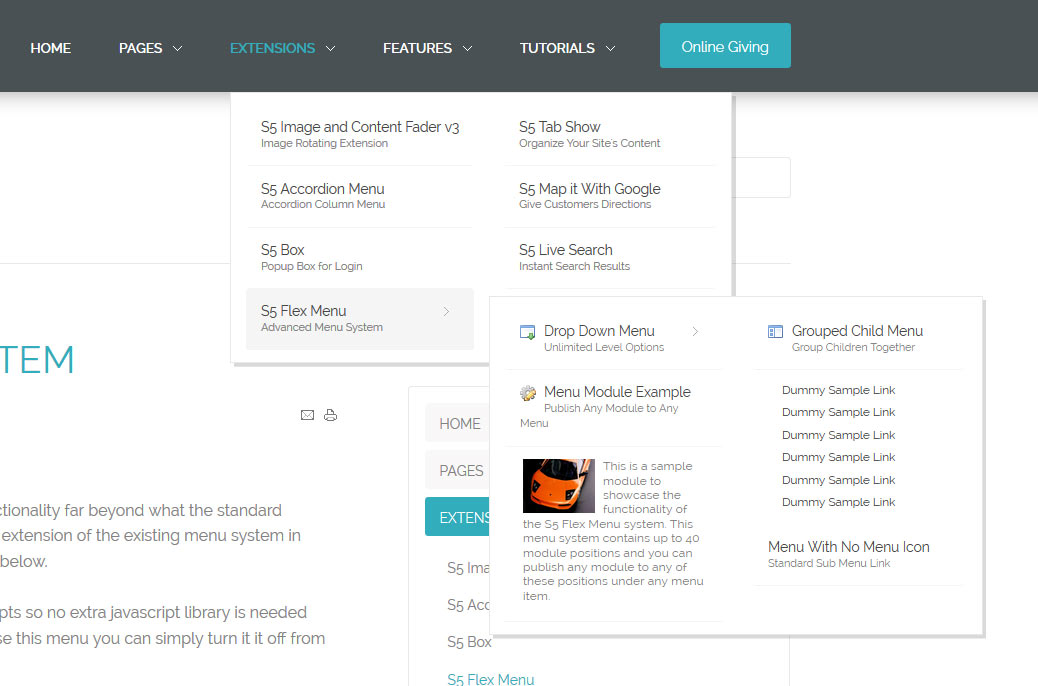 HOME
PAGES
EXTENSIONS
FEATURES
TUTORIALS
Online Giving
S5 Image and Content Fader v3
Image Rotating Extension
S5 Accordion Menu
Accordion Column Menu
S5 Box
Popup Box for Login
S5 Flex Menu
Advanced Menu System
S5 Tab Show
Organize Your Site's Content
S5 Map it With Google
Give Customers Directions
S5 Live Search
Instant Search Results
Drop Down Menu
Unlimited Level Options
Menu Module Example
Publish Any Module to Any
Menu
This is a sample
module to
showcase the
functionality of
the S5 Flex Menu system. This
menu system contains up to 40
module positions and you can
publish any module to any of
these positions under any menu
item.
Grouped Child Menu
Group Children Together
Dummy Sample Link
Dummy Sample Link
Dummy Sample Link
Dummy Sample Link
Dummy Sample Link
Dummy Sample Link
Menu With No Menu Icon
Standard Sub Menu Link
TEM
ctionality far beyond what the standard
extension of the existing menu system in
below.
pts so no extra javascript library is needed
se this menu you can simply turn it it off from
HOME
PAGES
EXTENS
S5 Ima
S5 Acc
S5 Box
S5 Flex Menu